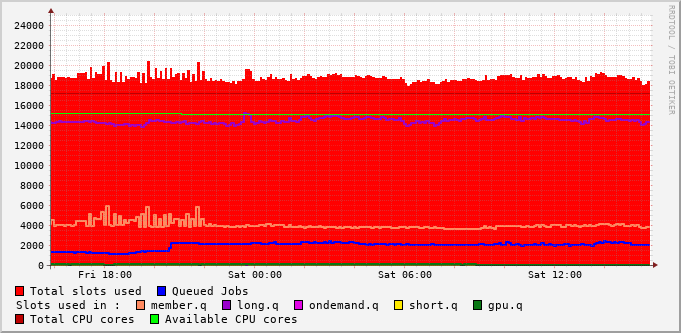 RRDTOOL / TOBI OETIKER
24000
22000
20000
18000
16000
14000
12000
10000
8000
6000
4000
2000
0
Fri 18:00 Sat 00:00 Sat 06:00 Sat 12:00
Total slots used Queued Jobs
Slots used in : member.q long.q ondemand.q short.q gpu.q
Total CPU cores Available CPU cores